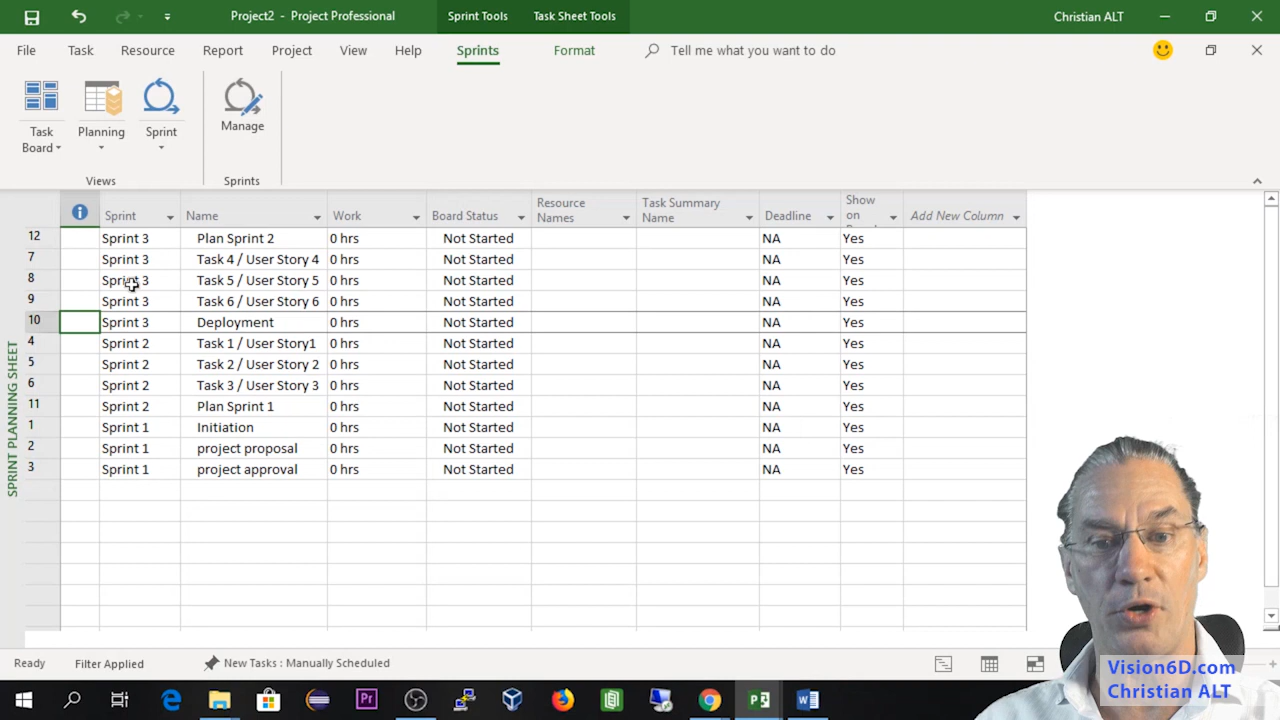 Project2 - Project Professional
Sprint Tools
Task Sheet Tools
Christian ALT
File Task Resource Report Project View Help Sprints Format Tell me what you want to do
Task Board
Planning
Sprint
Manage
Views
Sprints
Sprint Name Work Board Status Resource Names Task Summary Name Deadline Show on Add New Column
12 Sprint 3 Plan Sprint 2 0 hrs Not Started NA Yes
7 Sprint 3 Task 4 / User Story 4 0 hrs Not Started NA Yes
8 Sprint 3 Task 5 / User Story 5 0 hrs Not Started NA Yes
9 Sprint 3 Task 6 / User Story 6 0 hrs Not Started NA Yes
10 Sprint 3 Deployment 0 hrs Not Started NA Yes
4 Sprint 2 Task 1 / User Story1 0 hrs Not Started NA Yes
5 Sprint 2 Task 2 / User Story 2 0 hrs Not Started NA Yes
6 Sprint 2 Task 3 / User Story 3 0 hrs Not Started NA Yes
11 Sprint 2 Plan Sprint 1 0 hrs Not Started NA Yes
1 Sprint 1 Initiation 0 hrs Not Started NA Yes
2 Sprint 1 project proposal 0 hrs Not Started NA Yes
3 Sprint 1 project approval 0 hrs Not Started NA Yes
SPRINT PLANNING SHEET
Ready
Filter Applied
New Tasks : Manually Scheduled
Vision6D.com
Christian ALT